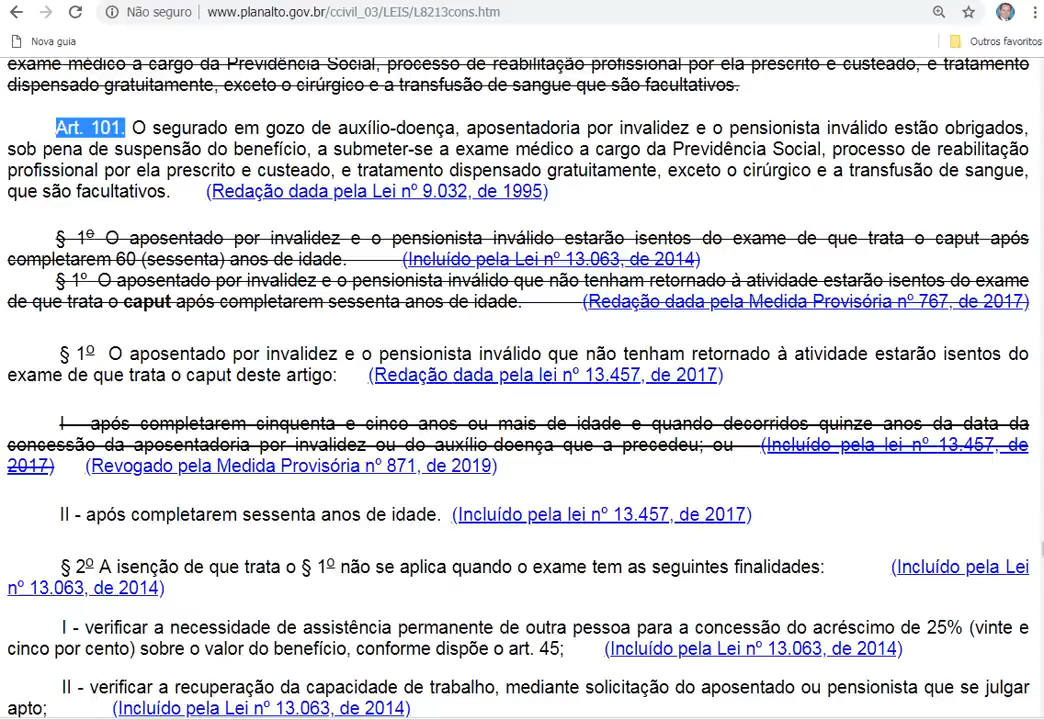 Não seguro | www.planalto.gov.br/ccivil_03/LEIS/L8213cons.htm
Nova guia
Outros favoritos
exame médico a cargo da Previdência Social, processo de reabilitação profissional por ela prescrito e custeado, e tratamento
dispensado gratuitamente, exceto o cirúrgico e a transfusão de sangue que são facultativos.
Art. 101. O segurado em gozo de auxílio-doença, aposentadoria por invalidez e o pensionista inválido estão obrigados,
sob pena de suspensão do benefício, a submeter-se a exame médico a cargo da Previdência Social, processo de reabilitação
profissional por ela prescrito e custeado, e tratamento dispensado gratuitamente, exceto o cirúrgico e a transfusão de sangue,
que são facultativos. (Redação dada pela Lei nº 9.032, de 1995)
§ 1º O aposentado por invalidez e o pensionista inválido estarão isentos do exame de que trata o caput após
completarem 60 (sessenta) anos de idade. (Incluído pela Lei nº 13.063, de 2014)
§ 1º O aposentado por invalidez e o pensionista inválido que não tenham retornado à atividade estarão isentos do exame
de que trata o caput após completarem sessenta anos de idade. (Redação dada pela Medida Provisória nº 767, de 2017)
§ 1º O aposentado por invalidez e o pensionista inválido que não tenham retornado à atividade estarão isentos do
exame de que trata o caput deste artigo: (Redação dada pela lei nº 13.457, de 2017)
I - após completarem cinquenta e cinco anos ou mais de idade e quando decorridos quinze anos da data da
concessão da aposentadoria por invalidez ou do auxílio-doença que a precedeu; ou (Incluído pela lei nº 13.457, de
2017) (Revogado pela Medida Provisória nº 871, de 2019)
II - após completarem sessenta anos de idade. (Incluído pela lei nº 13.457, de 2017)
§ 2º A isenção de que trata o § 1º não se aplica quando o exame tem as seguintes finalidades: (Incluído pela Lei
nº 13.063, de 2014)
I - verificar a necessidade de assistência permanente de outra pessoa para a concessão do acréscimo de 25% (vinte e
cinco por cento) sobre o valor do benefício, conforme dispõe o art. 45; (Incluído pela Lei nº 13.063, de 2014)
II - verificar a recuperação da capacidade de trabalho, mediante solicitação do aposentado ou pensionista que se julgar
apto; (Incluído pela Lei nº 13.063, de 2014)